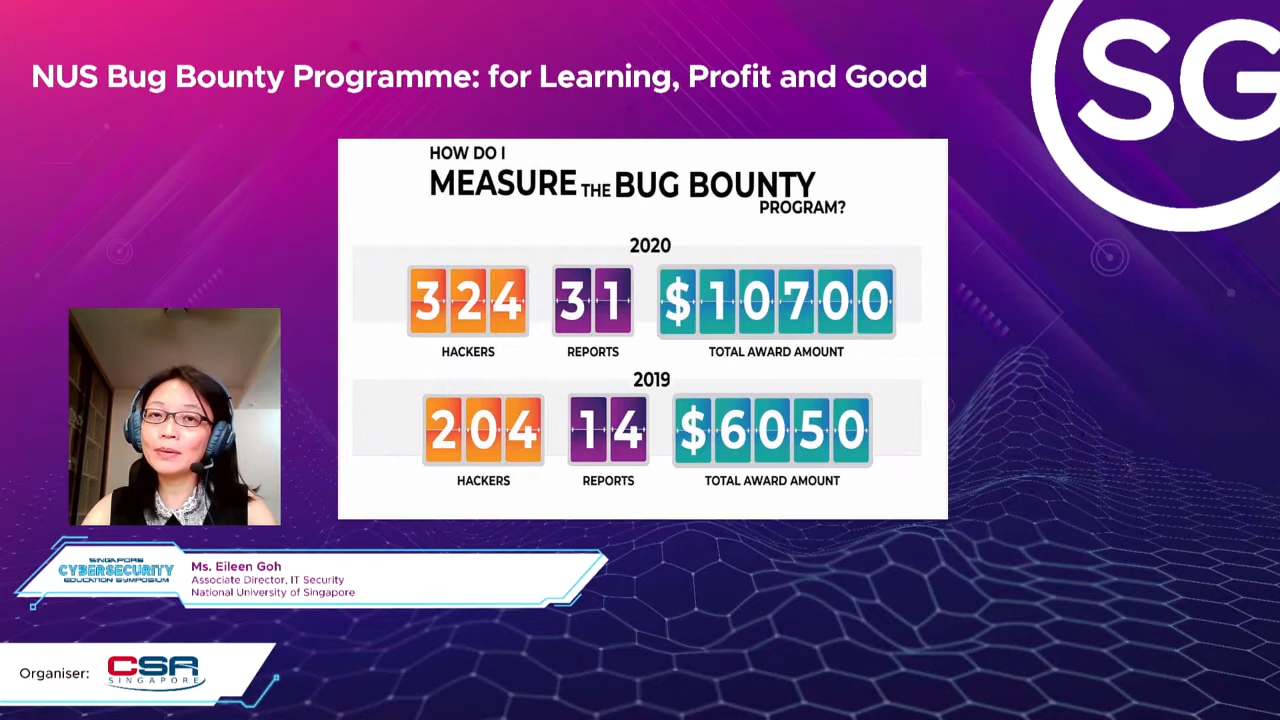 SG
NUS Bug Bounty Programme: for Learning, Profit and Good
HOW DO I
MEASURE THE BUG BOUNTY
PROGRAM?
2020
324 31 $10700
HACKERS REPORTS TOTAL AWARD AMOUNT
2019
204 14 $6050
HACKERS REPORTS TOTAL AWARD AMOUNT
SINGAPORE
CYBERSECURITY
EDUCATION SYMPOSIUM
Ms. Eileen Goh
Associate Director, IT Security
National University of Singapore
Organiser:
CSA
SINGAPORE